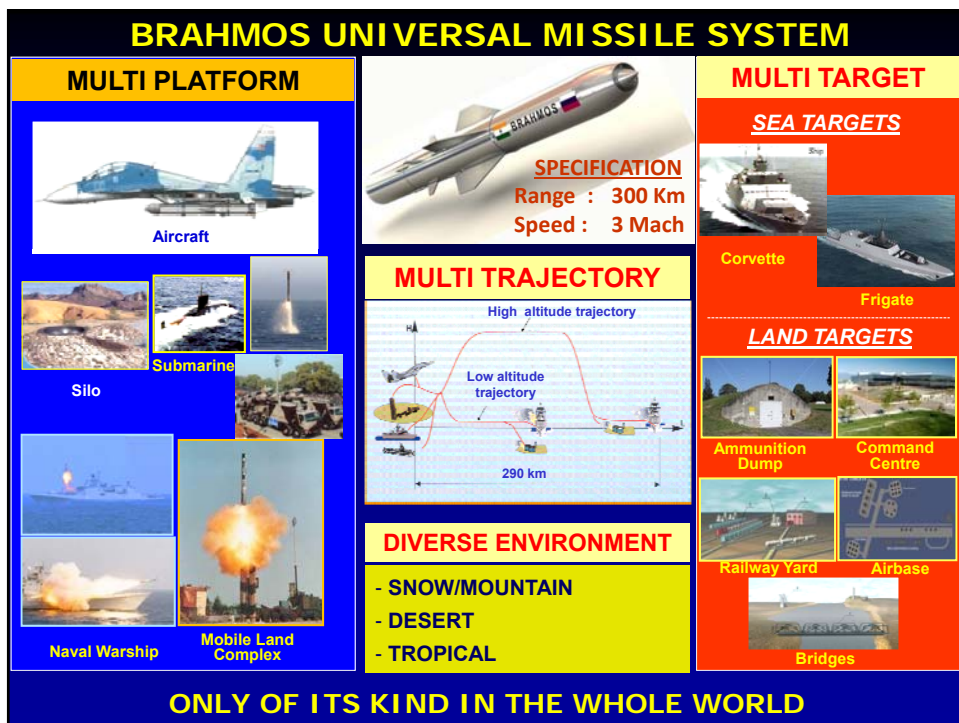 BRAHMOS UNIVERSAL MISSILE SYSTEM
MULTI PLATFORM
Aircraft
Silo
Submarine
Naval Warship
Mobile Land
Complex
BRAHMOS
SPECIFICATION
Range : 300 Km
Speed : 3 Mach
MULTI TRAJECTORY
High altitude trajectory
H
Low altitude
trajectory
L
290 km
DIVERSE ENVIRONMENT
- SNOW/MOUNTAIN
- DESERT
- TROPICAL
MULTI TARGET
SEA TARGETS
Ship
Corvette
Frigate
LAND TARGETS
Ammunition
Dump
Command
Centre
Railway Yard
Airbase
Bridges
ONLY OF ITS KIND IN THE WHOLE WORLD